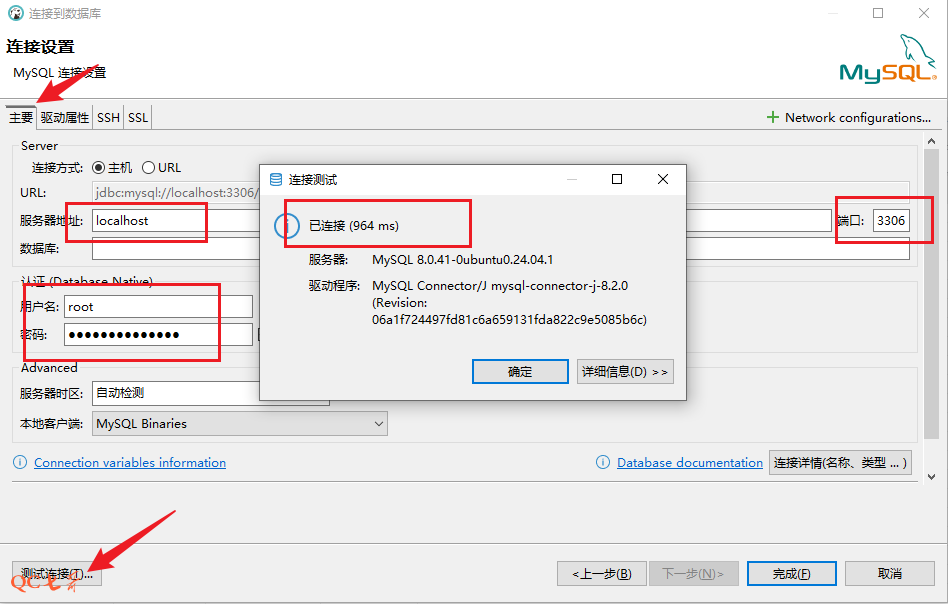 连接到数据库
连接设置
MySQL 连接设置
MySQL®
主要 驱动属性 SSH SSL
Network configurations...
Server
连接方式: 主机 URL
URL: jdbc:mysql://localhost:3306/
服务器地址: localhost
端口: 3306
数据库:
认证 (Database Native)
用户名: root
密码: ●●●●●●●●●●●●●●
Advanced
服务器时区: 自动检测
本地客户端: MySQL Binaries
连接测试
已连接 (964 ms)
服务器: MySQL 8.0.41-0ubuntu0.24.04.1
驱动程序: MySQL Connector/J mysql-connector-j-8.2.0
(Revision:
06a1f724497fd81c6a659131fda822c9e5085b6c)
确定 详细信息(D) >>
Connection variables information
Database documentation
连接详情(名称、类型 ... )
测试连接(T)...
<上一步(B) 下一步(N)> 完成(F) 取消